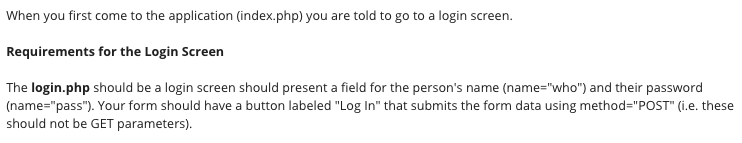 When you first come to the application (index.php) you are told to go to a login screen.
Requirements for the Login Screen
The login.php should be a login screen should present a field for the person's name (name="who") and their password
(name="pass"). Your form should have a button labeled "Log In" that submits the form data using method="POST" (i.e. these
should not be GET parameters).